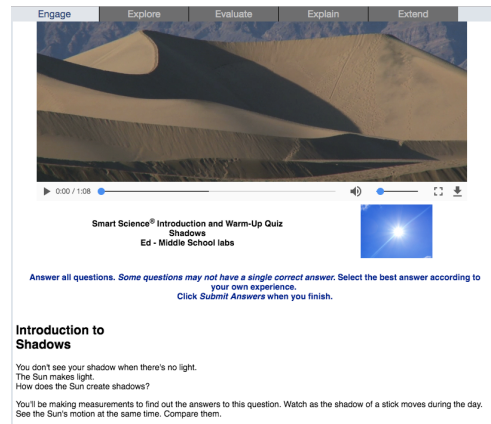 Engage Explore Evaluate Explain Extend
0:00 / 1:08
Smart Science® Introduction and Warm-Up Quiz
Shadows
Ed - Middle School labs
Answer all questions. Some questions may not have a single correct answer. Select the best answer according to
your own experience.
Click Submit Answers when you finish.
Introduction to
Shadows
You don't see your shadow when there's no light.
The Sun makes light.
How does the Sun create shadows?
You'll be making measurements to find out the answers to this question. Watch as the shadow of a stick moves during the day.
See the Sun's motion at the same time. Compare them.